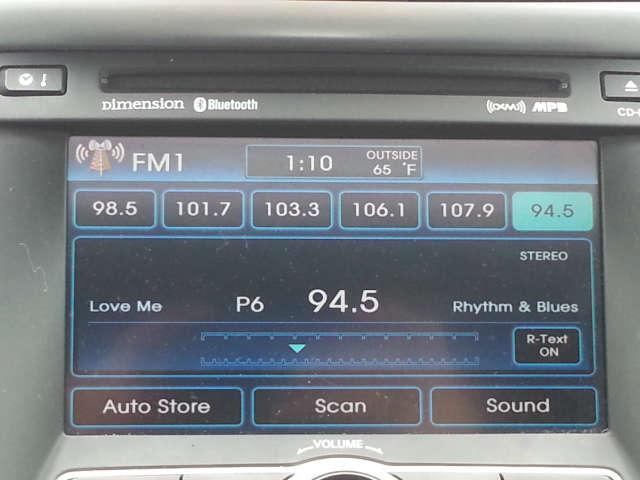 Dimension Bluetooth XM MP3
CD-
FM1 1:10 OUTSIDE 65 °F
98.5 101.7 103.3 106.1 107.9 94.5
STEREO
Love Me P6 94.5 Rhythm & Blues
R-Text
ON
Auto Store Scan Sound
VOLUME